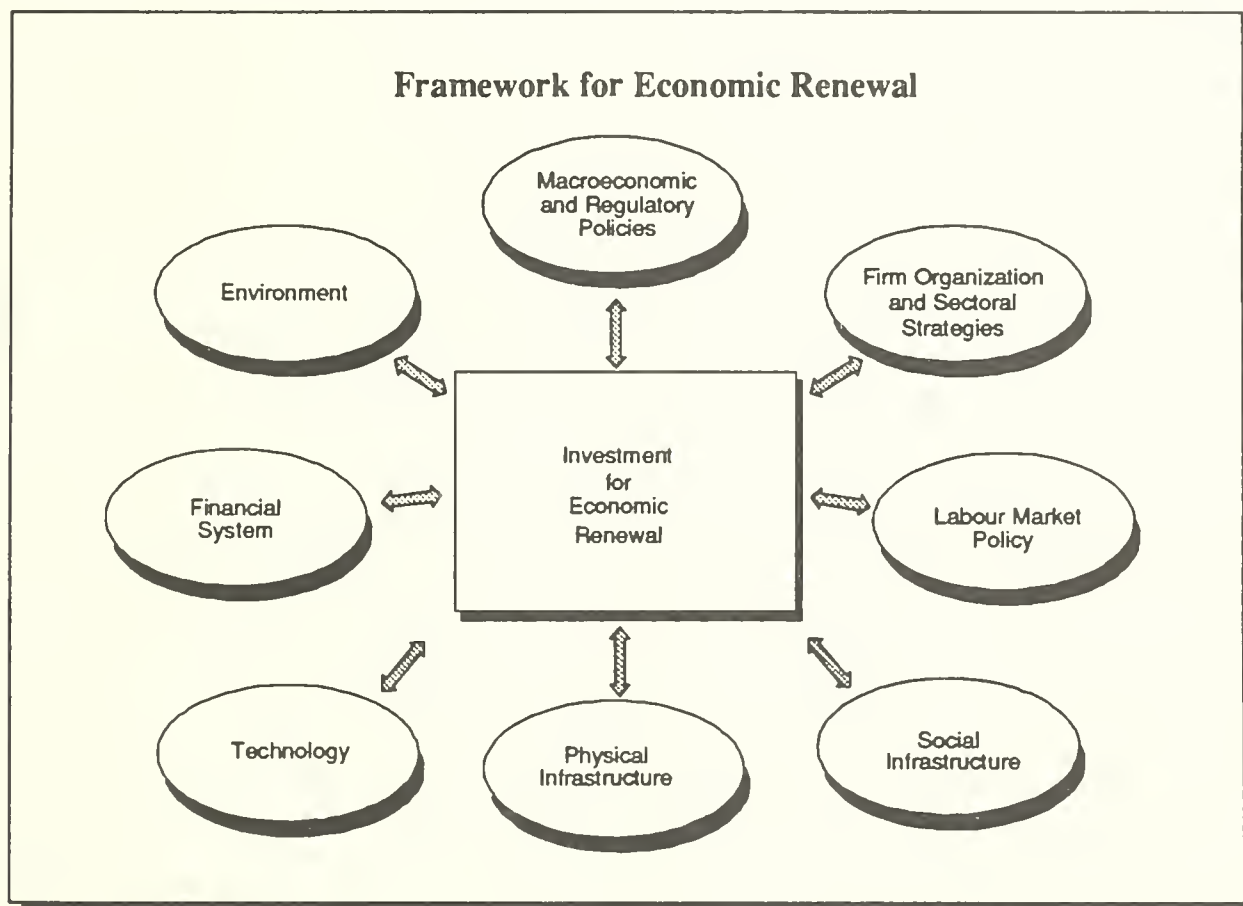 Framework for Economic Renewal
Macroeconomic
and Regulatory
Policies
Environment
Firm Organization
and Sectoral
Strategies
Investment
for
Economic
Renewal
Financial
System
Labour Market
Policy
Technology
Physical
Infrastructure
Social
Infrastructure